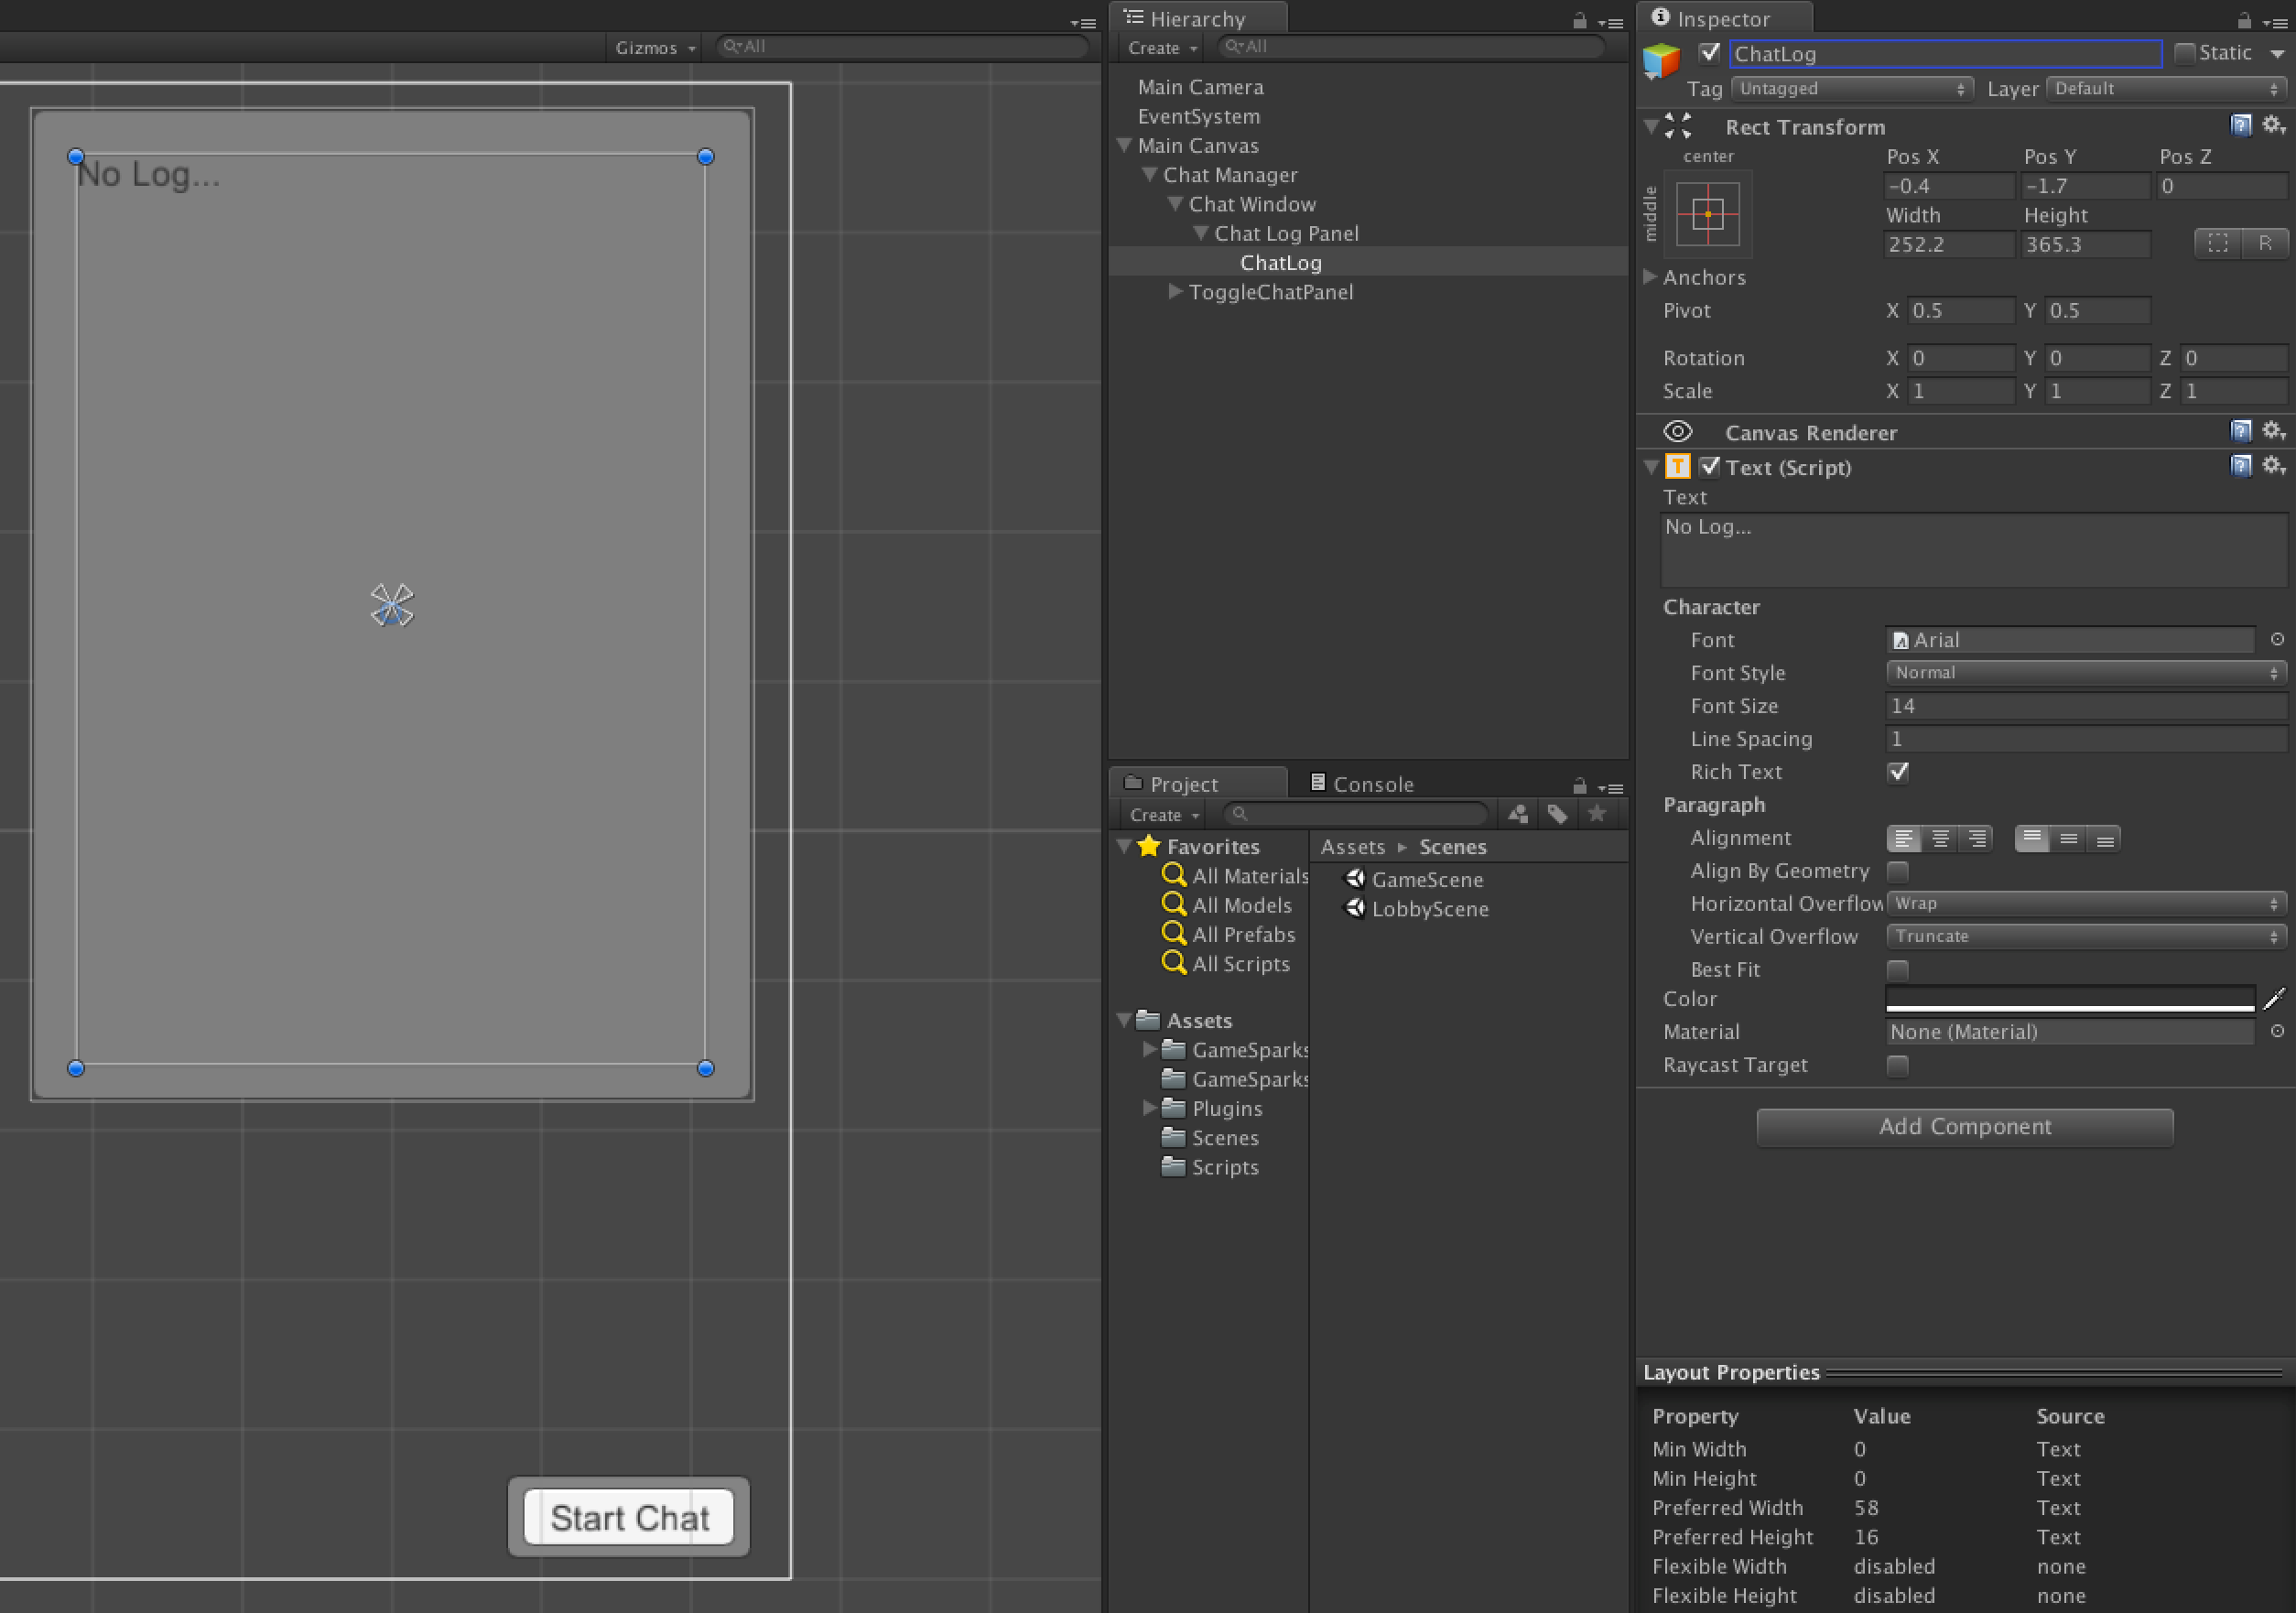 Gizmos
All
No Log...
Start Chat
Hierarchy
Create
All
Main Camera
EventSystem
Main Canvas
Chat Manager
Chat Window
Chat Log Panel
ChatLog
ToggleChatPanel
Project
Console
Create
Favorites
All Materials
All Models
All Prefabs
All Scripts
Assets
GameSparks
GameSparks
Plugins
Scenes
Scripts
Assets Scenes
GameScene
LobbyScene
Inspector
ChatLog Static
Tag Untagged Layer Default
Rect Transform
center Pos X Pos Y Pos Z
middle
-0.4 -1.7 0
Width Height
252.2 365.3 R
Anchors
Pivot X 0.5 Y 0.5
Rotation X 0 Y 0 Z 0
Scale X 1 Y 1 Z 1
Canvas Renderer
T Text (Script)
Text
No Log...
Character
Font Arial
Font Style Normal
Font Size 14
Line Spacing 1
Rich Text
Paragraph
Alignment
Align By Geometry
Horizontal Overflow Wrap
Vertical Overflow Truncate
Best Fit
Color
Material None (Material)
Raycast Target
Add Component
Layout Properties
Property Value Source
Min Width 0 Text
Min Height 0 Text
Preferred Width 58 Text
Preferred Height 16 Text
Flexible Width disabled none
Flexible Height disabled none